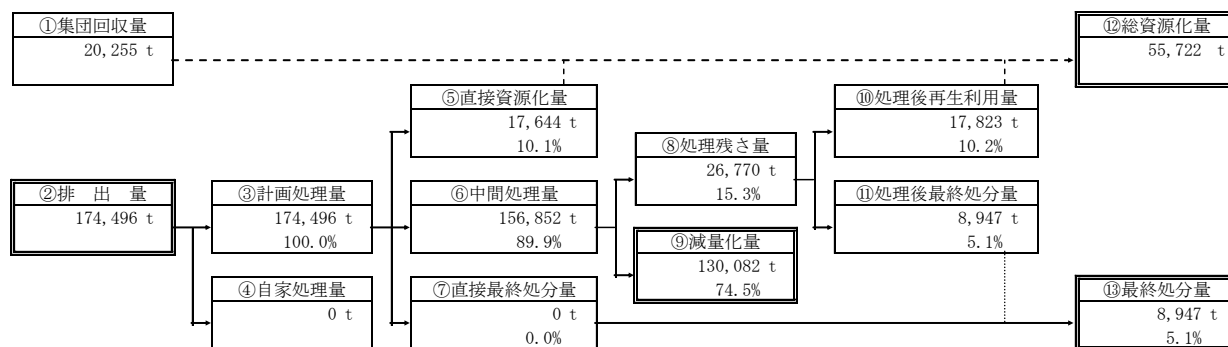 ①集団回収量
20,255 t
⑫総資源化量
55,722 t
⑤直接資源化量
17,644 t
10.1%
⑩処理後再生利用量
17,823 t
10.2%
⑧処理残さ量
26,770 t
15.3%
②排 出 量
174,496 t
③計画処理量
174,496 t
100.0%
⑥中間処理量
156,852 t
89.9%
⑪処理後最終処分量
8,947 t
5.1%
⑨減量化量
130,082 t
74.5%
④自家処理量
0 t
⑦直接最終処分量
0 t
0.0%
⑬最終処分量
8,947 t
5.1%